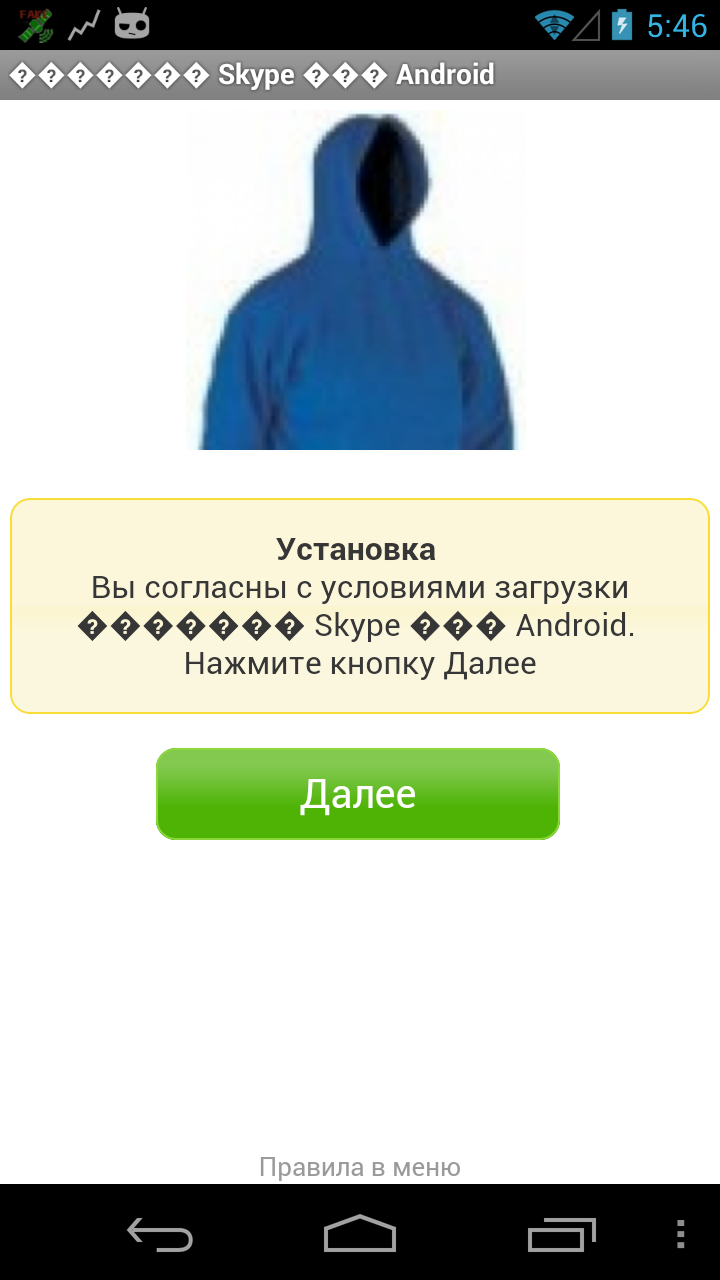 FAKE
5:46
������� Skype ��� Android
Установка
Вы согласны с условиями загрузки
������� Skype ��� Android.
Нажмите кнопку Далее
Далее
Правила в меню